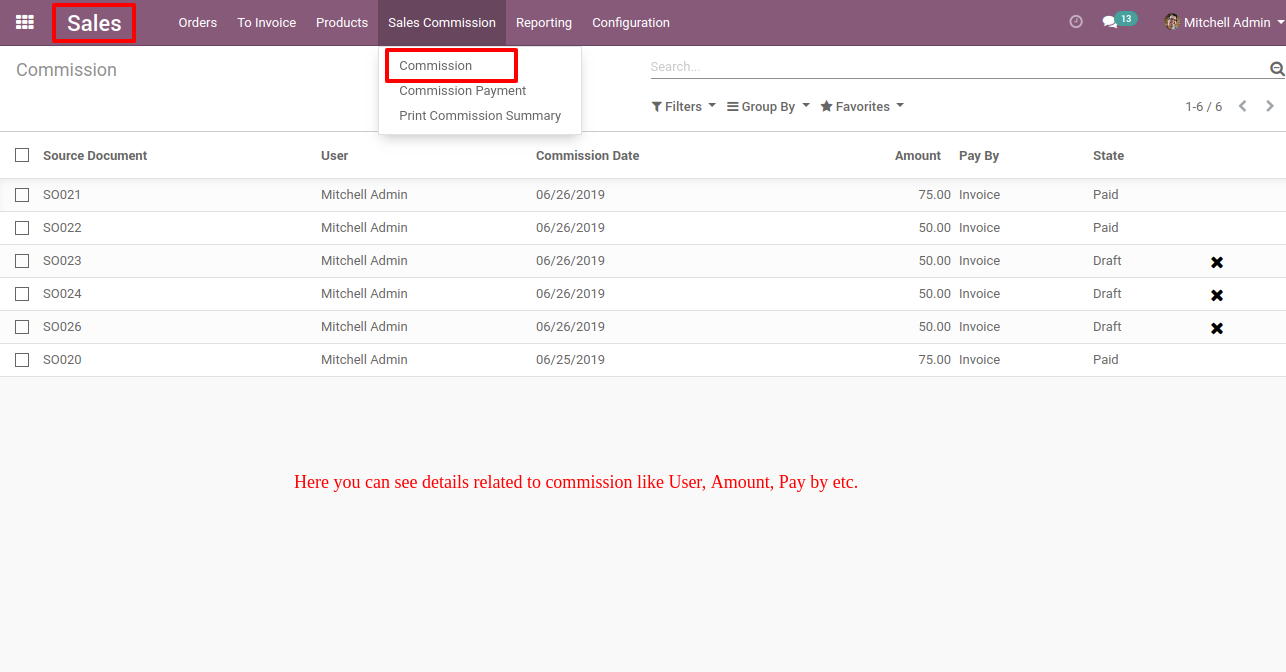 Sales Orders To Invoice Products Sales Commission Reporting Configuration 13 Mitchell Admin
Commission
Commission
Commission Payment
Print Commission Summary
Search...
Filters Group By Favorites 1-6 / 6
Source Document User Commission Date Amount Pay By State
SO021 Mitchell Admin 06/26/2019 75.00 Invoice Paid
SO022 Mitchell Admin 06/26/2019 50.00 Invoice Paid
SO023 Mitchell Admin 06/26/2019 50.00 Invoice Draft
SO024 Mitchell Admin 06/26/2019 50.00 Invoice Draft
SO026 Mitchell Admin 06/26/2019 50.00 Invoice Draft
SO020 Mitchell Admin 06/25/2019 75.00 Invoice Paid
Here you can see details related to commission like User, Amount, Pay by etc.